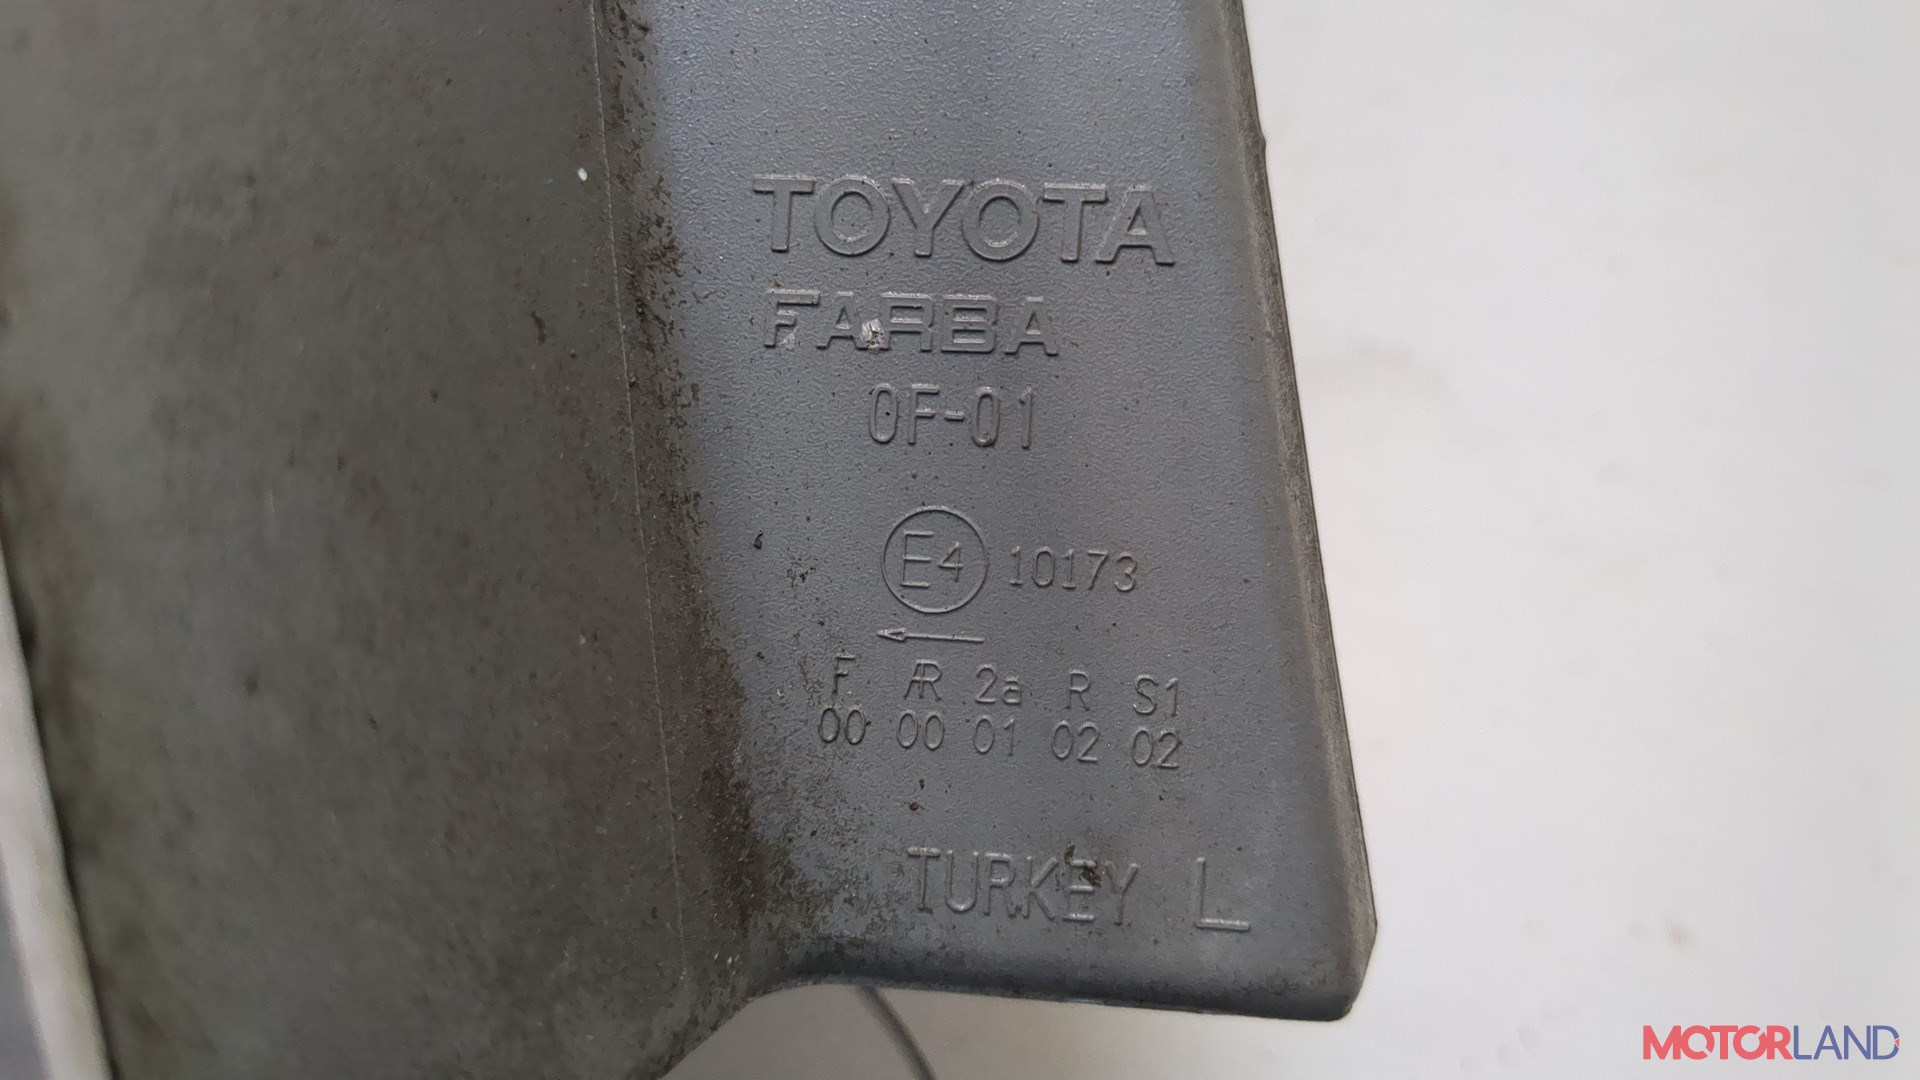 TOYOTA
FARBA
0F-01
E4 10173
F AR 2a R S1
00 00 01 02 02
TURKEY L
MOTORLAND